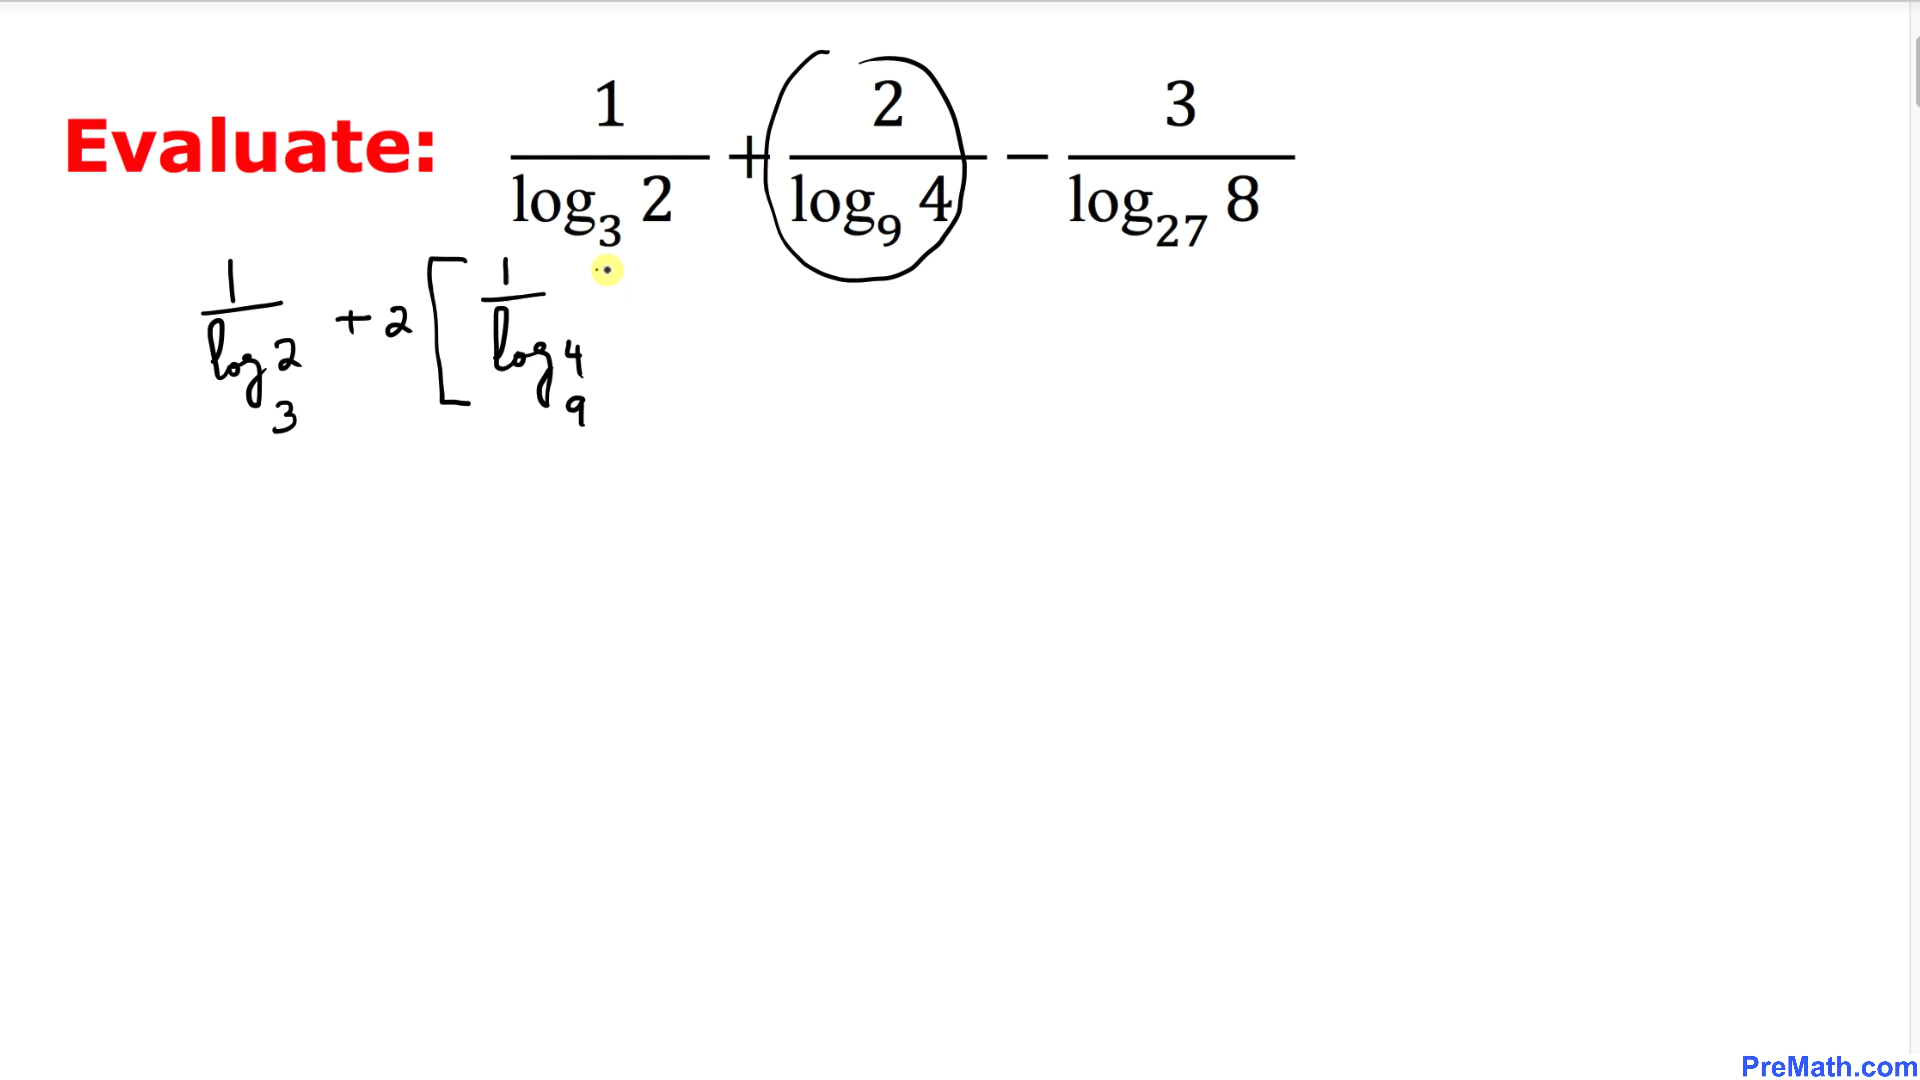 Evaluate: 1/log₃ 2 + 2/log₉ 4 − 3/log₂₇ 8
1/log₃ 2 + 2 [ 1/log₉ 4
PreMath.com